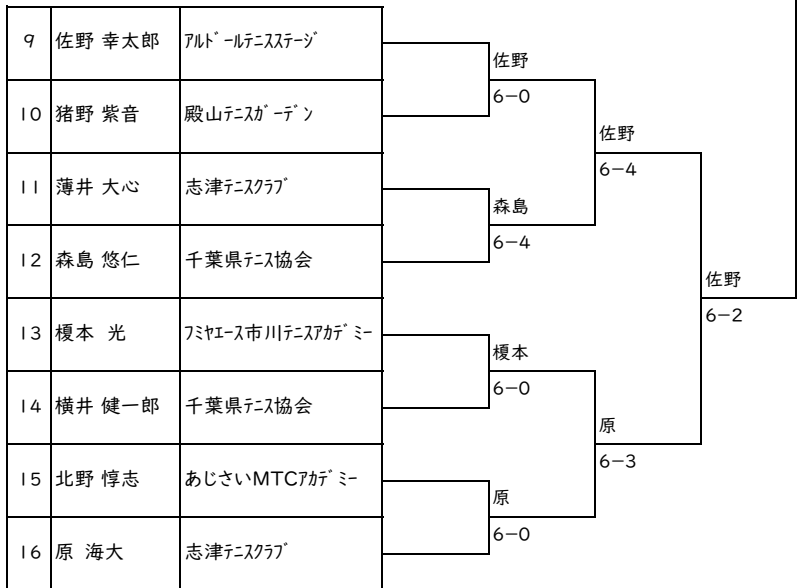 9 佐野 幸太郎 ｱﾙﾄﾞｰﾙﾃﾆｽｽﾃｰｼﾞ
佐野
6-0
10 猪野 紫音 殿山ﾃﾆｽｶﾞｰﾃﾞﾝ
佐野
6-4
11 薄井 大心 志津ﾃﾆｽｸﾗﾌﾞ
森島
6-4
12 森島 悠仁 千葉県ﾃﾆｽ協会
佐野
6-2
13 榎本 光 ﾌﾐﾔｴｰｽ市川ﾃﾆｽｱｶﾃﾞﾐｰ
榎本
6-0
14 横井 健一郎 千葉県ﾃﾆｽ協会
原
6-3
15 北野 惇志 あじさいMTCｱｶﾃﾞﾐｰ
原
6-0
16 原 海大 志津ﾃﾆｽｸﾗﾌﾞ